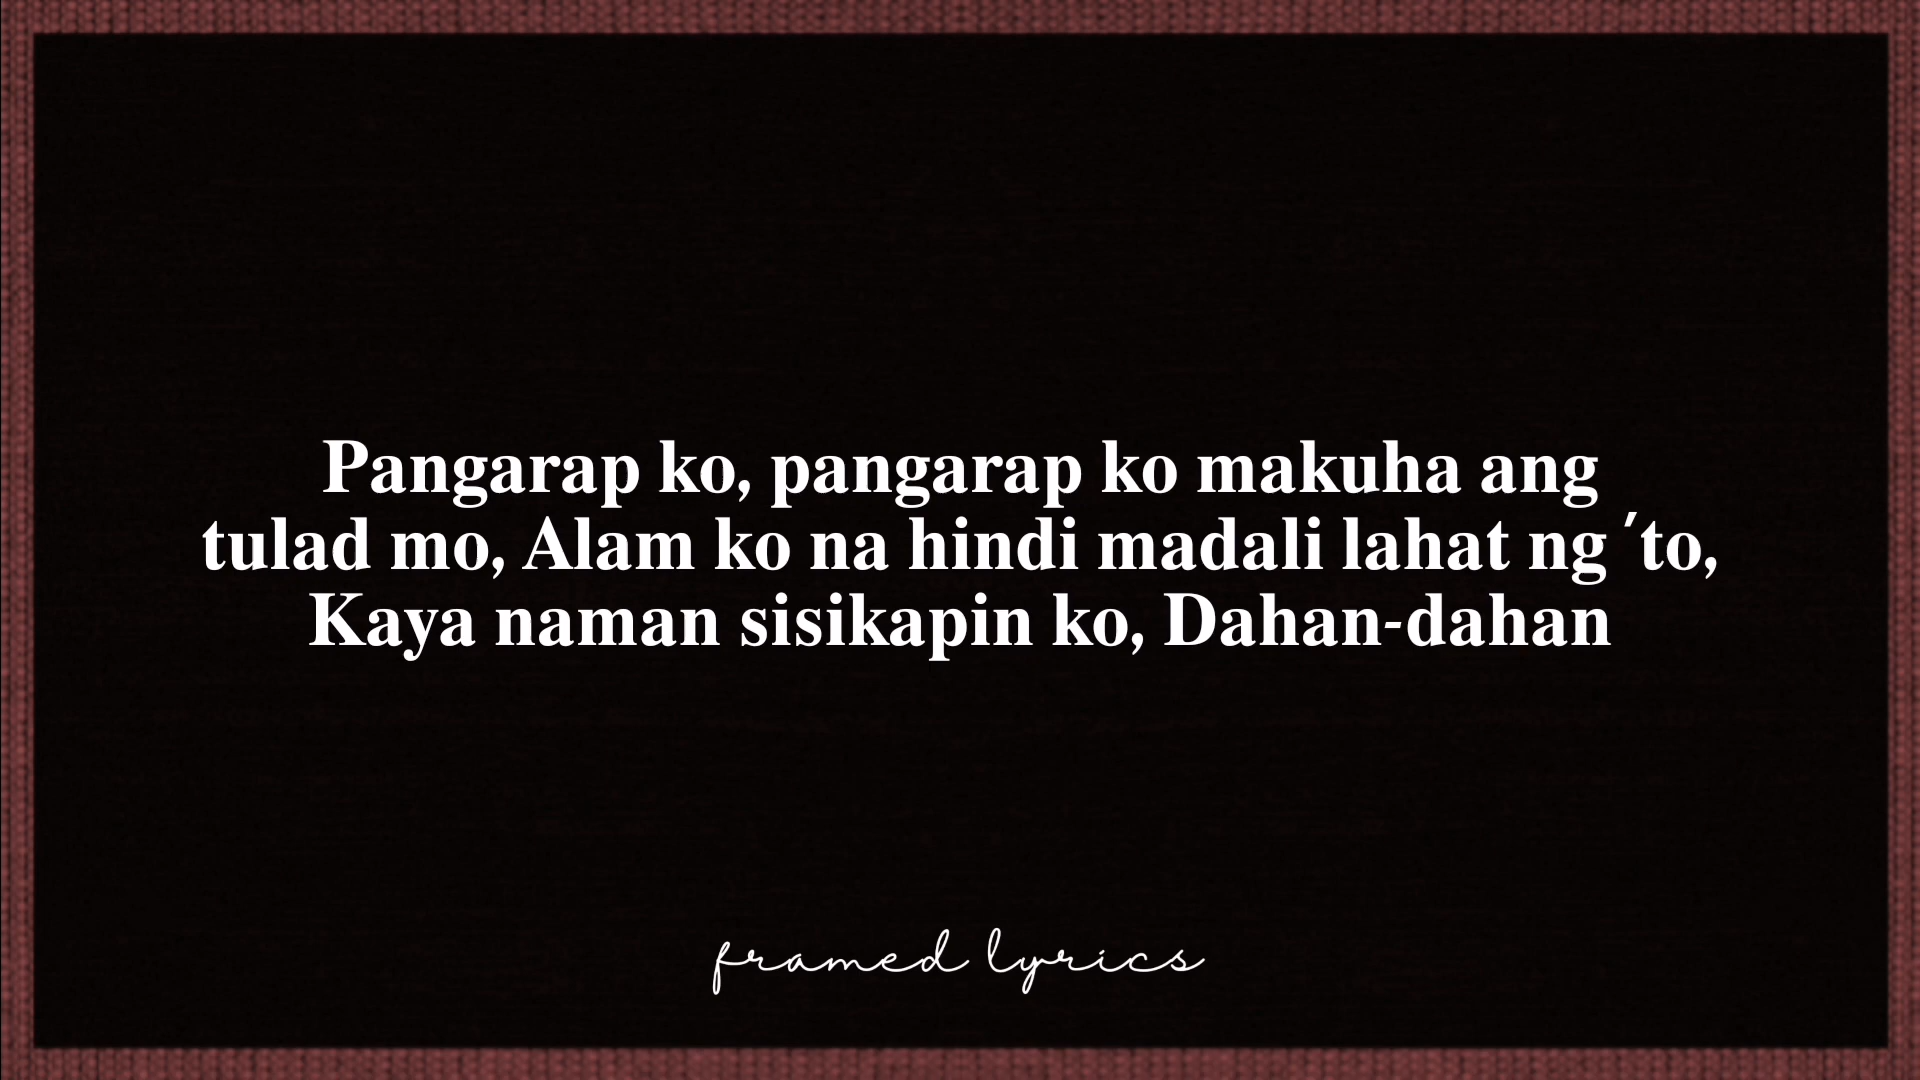 Pangarap ko, pangarap ko makuha ang
tulad mo, Alam ko na hindi madali lahat ng ′to,
Kaya naman sisikapin ko, Dahan-dahan
framed lyrics